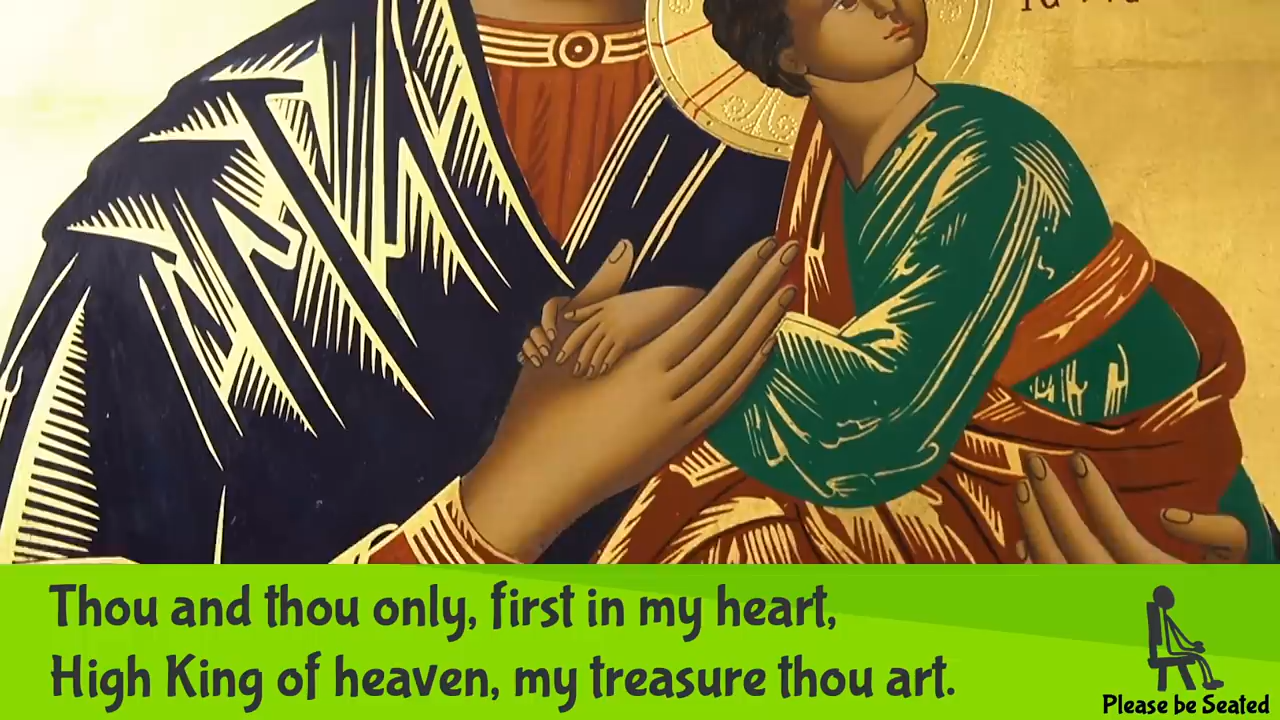 Thou and thou only, first in my heart,
High King of heaven, my treasure thou art.
Please be Seated